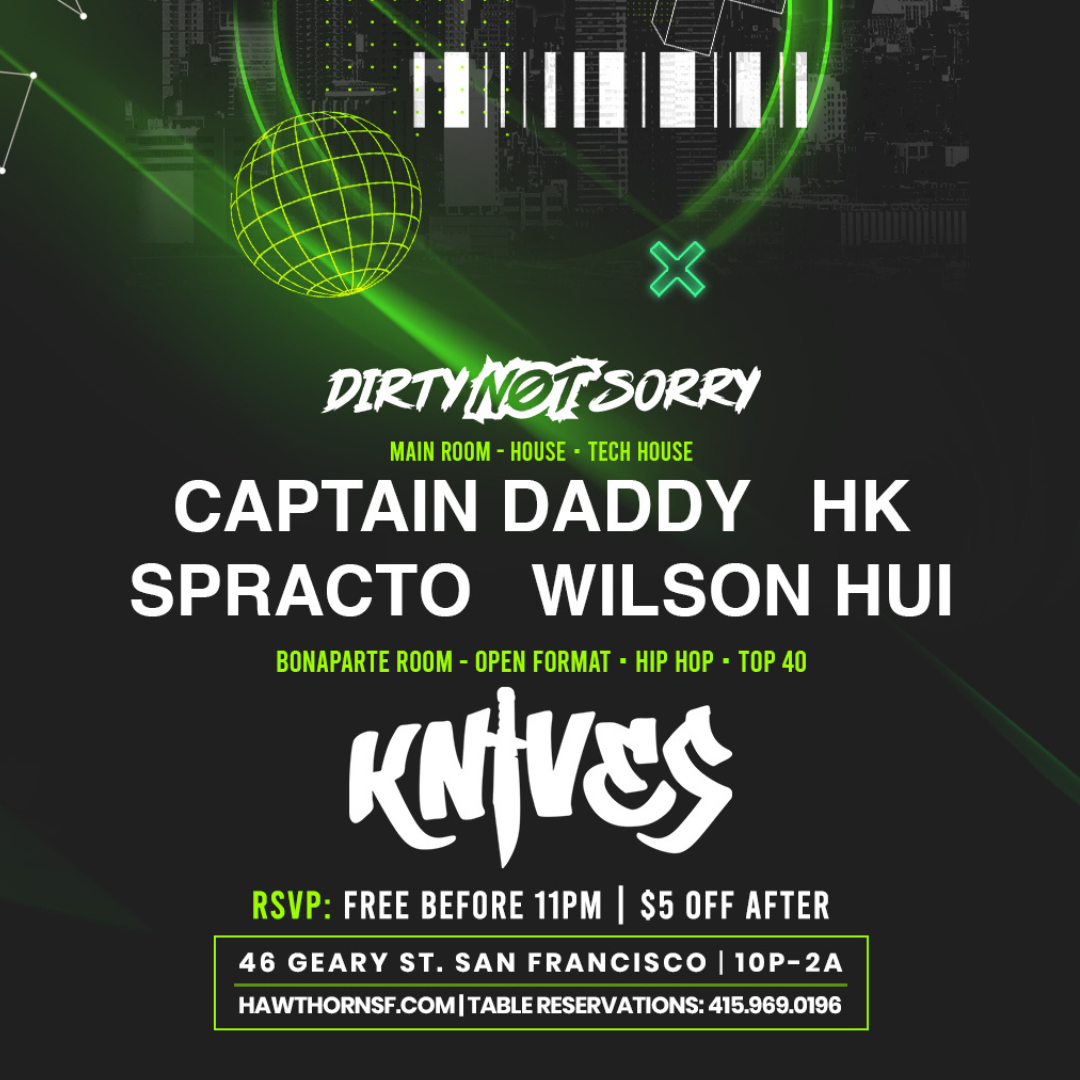 DIRTY NOT SORRY
MAIN ROOM - HOUSE · TECH HOUSE
CAPTAIN DADDY HK
SPRACTO WILSON HUI
BONAPARTE ROOM - OPEN FORMAT · HIP HOP · TOP 40
KNIVES
RSVP: FREE BEFORE 11PM | $5 OFF AFTER
46 GEARY ST. SAN FRANCISCO | 10P-2A
HAWTHORNSF.COM | TABLE RESERVATIONS: 415.969.0196